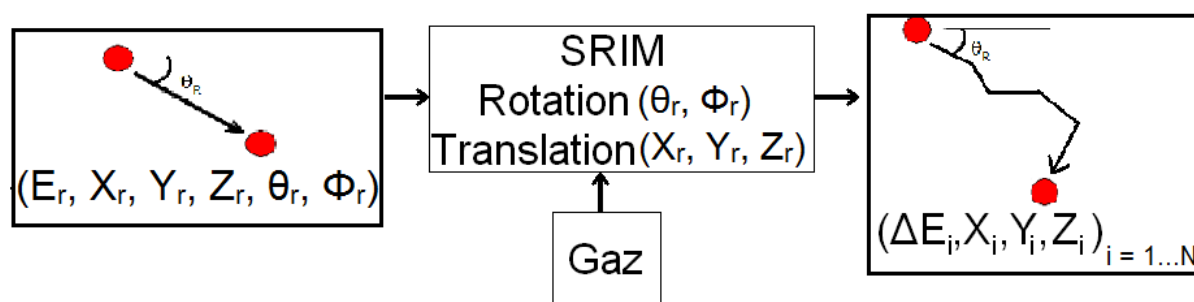 θR
(Er, Xr, Yr, Zr, θr, Φr)
SRIM
Rotation (θr, Φr)
Translation (Xr, Yr, Zr)
Gaz
θR
(ΔEi,Xi,Yi,Zi)i = 1...N